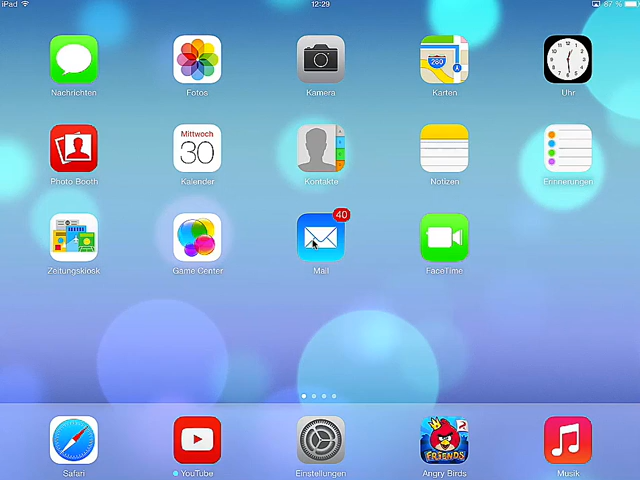 iPad 12:29 87 %
Nachrichten Fotos Kamera Karten Uhr
280
A
Mittwoch
30
Photo Booth Kalender Kontakte Notizen Erinnerungen
40
Zeitungskiosk Game Center Mail FaceTime
FRIENDS
Safari YouTube Einstellungen Angry Birds Musik